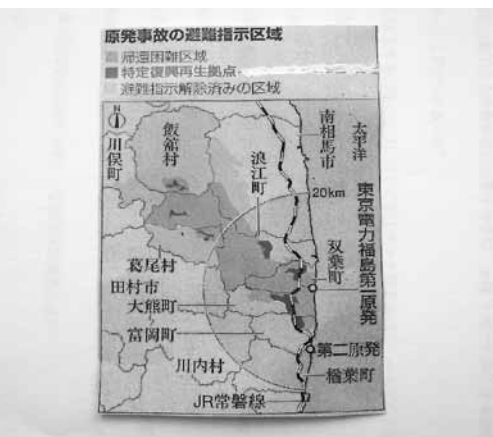 原発事故の避難指示区域
帰還困難区域
特定復興再生拠点
避難指示解除済みの区域
N
川俣町
飯舘村
浪江町
南相馬市
太平洋
20km
東京電力福島第一原発
双葉町
葛尾村
田村市
大熊町
富岡町
川内村
第二原発
楢葉町
JR常磐線